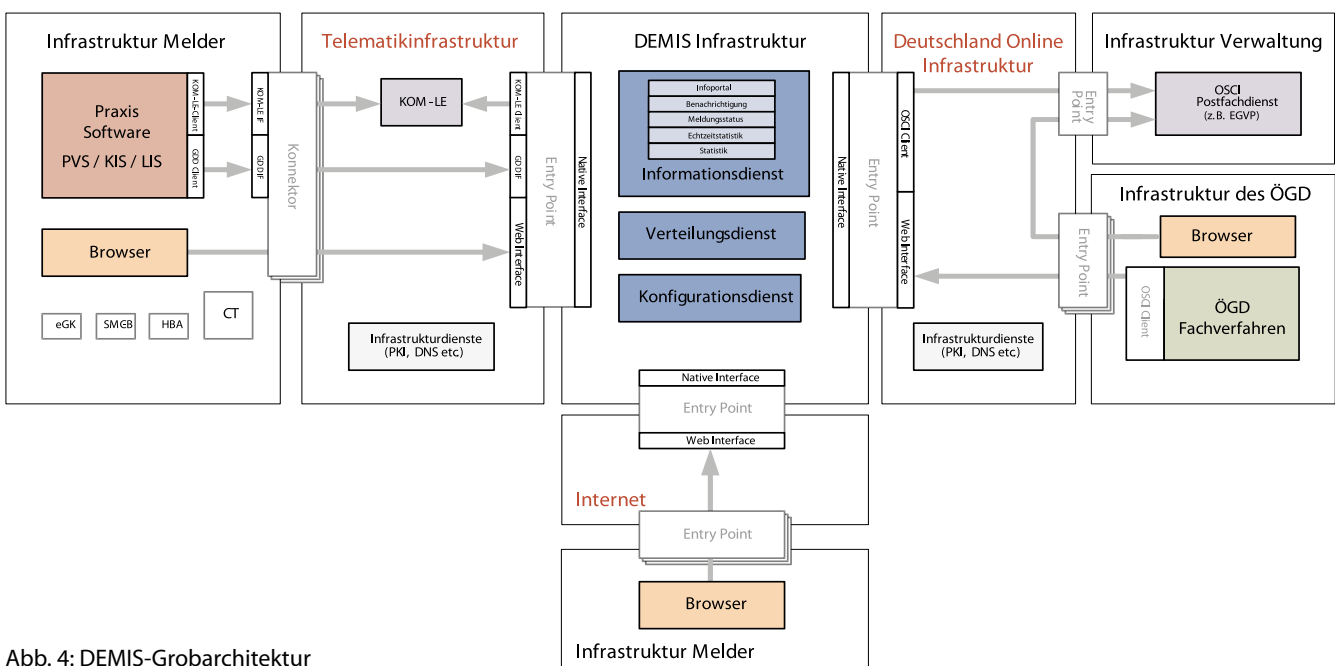 Infrastruktur Melder
Praxis
Software
PVS / KIS / LIS
KOM-LE-Client
GDD Client
KOM-LE IF
GDD IF
Konnektor
Browser
eGK
SMCB
HBA
CT
Telematikinfrastruktur
KOM-LE
KOM-LE Client
GDD IF
Web Interface
Entry Point
Native Interface
Infrastrukturdienste
(PKI, DNS etc.)
DEMIS Infrastruktur
Infoportal
Benachrichtigung
Meldungsstatus
Echtzeitstatistik
Statistik
Informationsdienst
Verteilungsdienst
Konfigurationsdienst
Native Interface
Entry Point
OSCI Client
Web Interface
Deutschland Online
Infrastruktur
Infrastrukturdienste
(PKI, DNS etc.)
Entry
Point
Infrastruktur Verwaltung
OSCI
Postfachdienst
(z.B. EGVP)
Infrastruktur des ÖGD
Entry Point
Browser
OSCI Client
ÖGD
Fachverfahren
Native Interface
Entry Point
Web Interface
Internet
Entry Point
Browser
Infrastruktur Melder
Abb. 4: DEMIS-Grobarchitektur